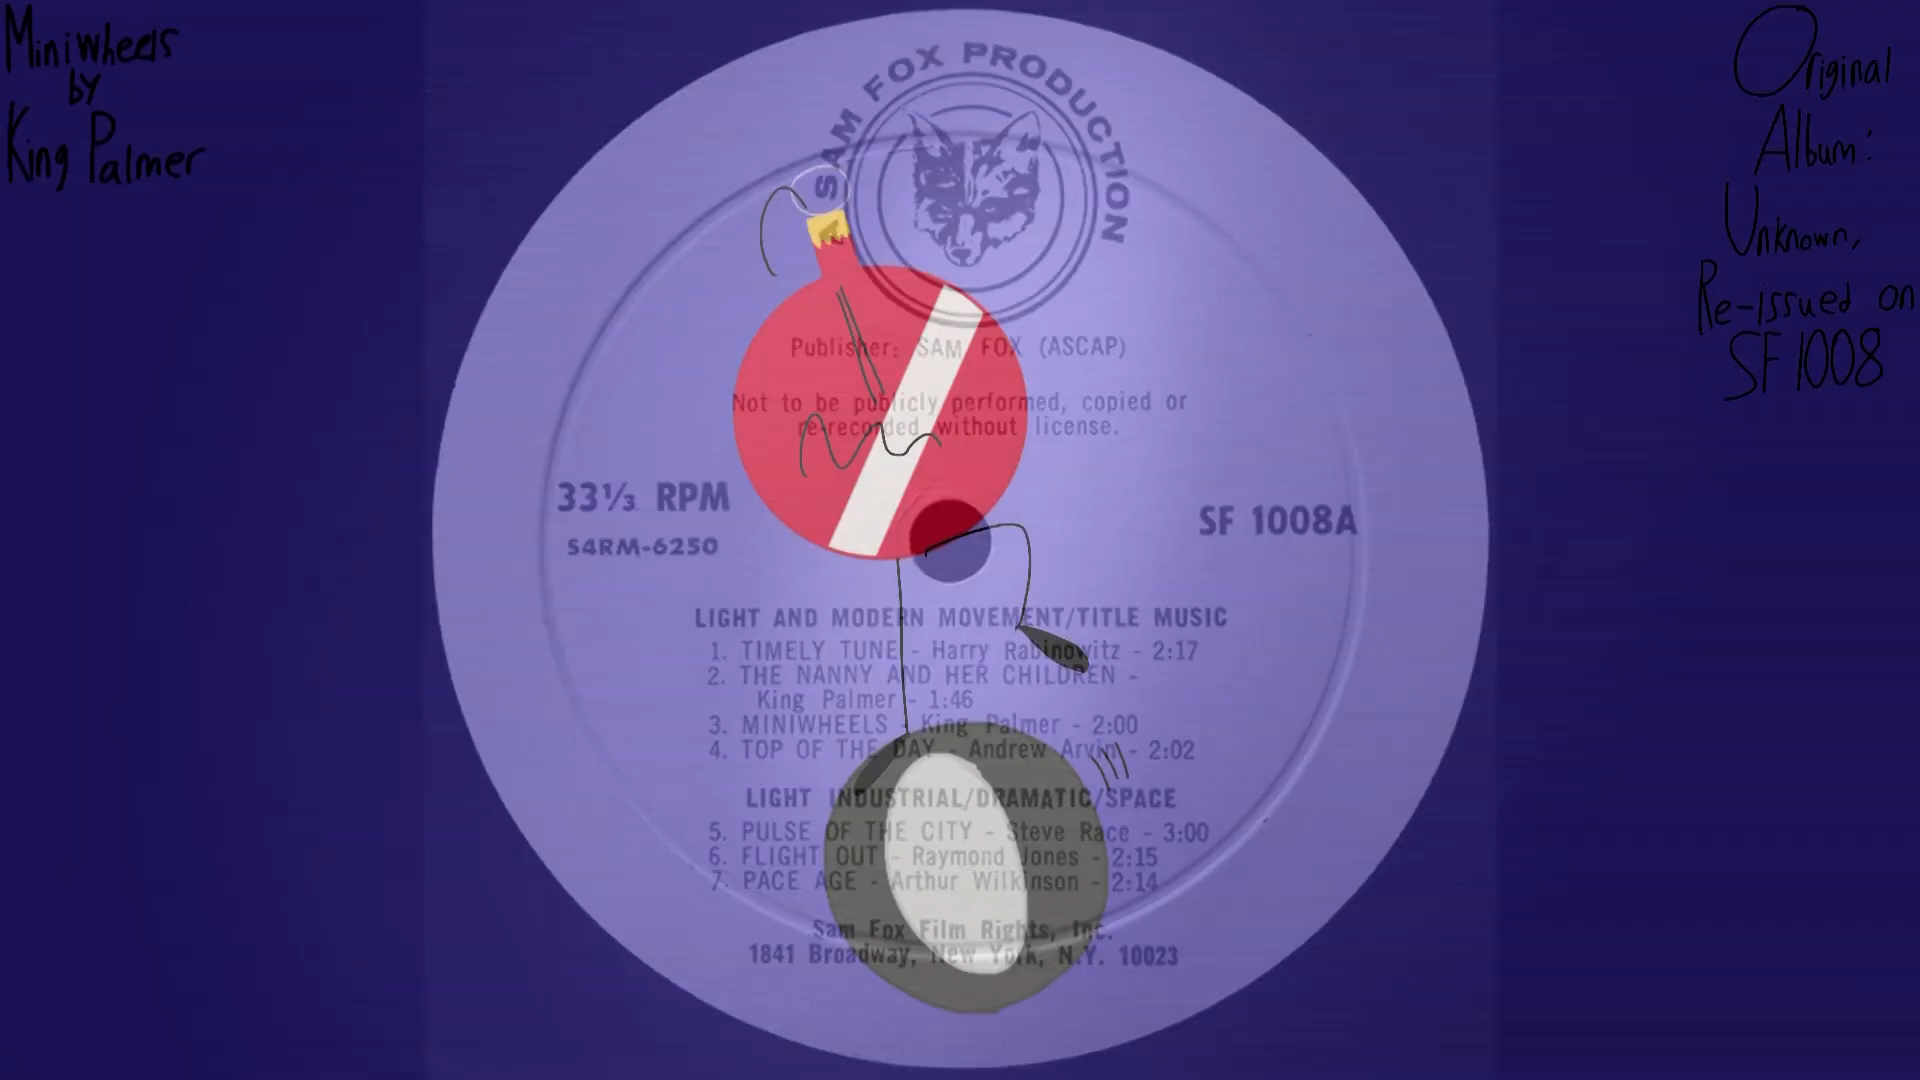 Miniwheels
by
King Palmer
Original
Album:
Unknown,
Re-issued on
SF 1008
SAM FOX PRODUCTION
Publisher: SAM FOX (ASCAP)
Not to be publicly performed, copied or
re-recorded without license.
33⅓ RPM
S4RM-6250
SF 1008A
LIGHT AND MODERN MOVEMENT/TITLE MUSIC
1. TIMELY TUNE - Harry Rabinowitz - 2:17
2. THE NANNY AND HER CHILDREN -
King Palmer - 1:46
3. MINIWHEELS - King Palmer - 2:00
4. TOP OF THE DAY - Andrew Arvin - 2:02
LIGHT INDUSTRIAL/DRAMATIC/SPACE
5. PULSE OF THE CITY - Steve Race - 3:00
6. FLIGHT OUT - Raymond Jones - 2:15
7. PACE AGE - Arthur Wilkinson - 2:14
Sam Fox Film Rights, Inc.
1841 Broadway, New York, N.Y. 10023